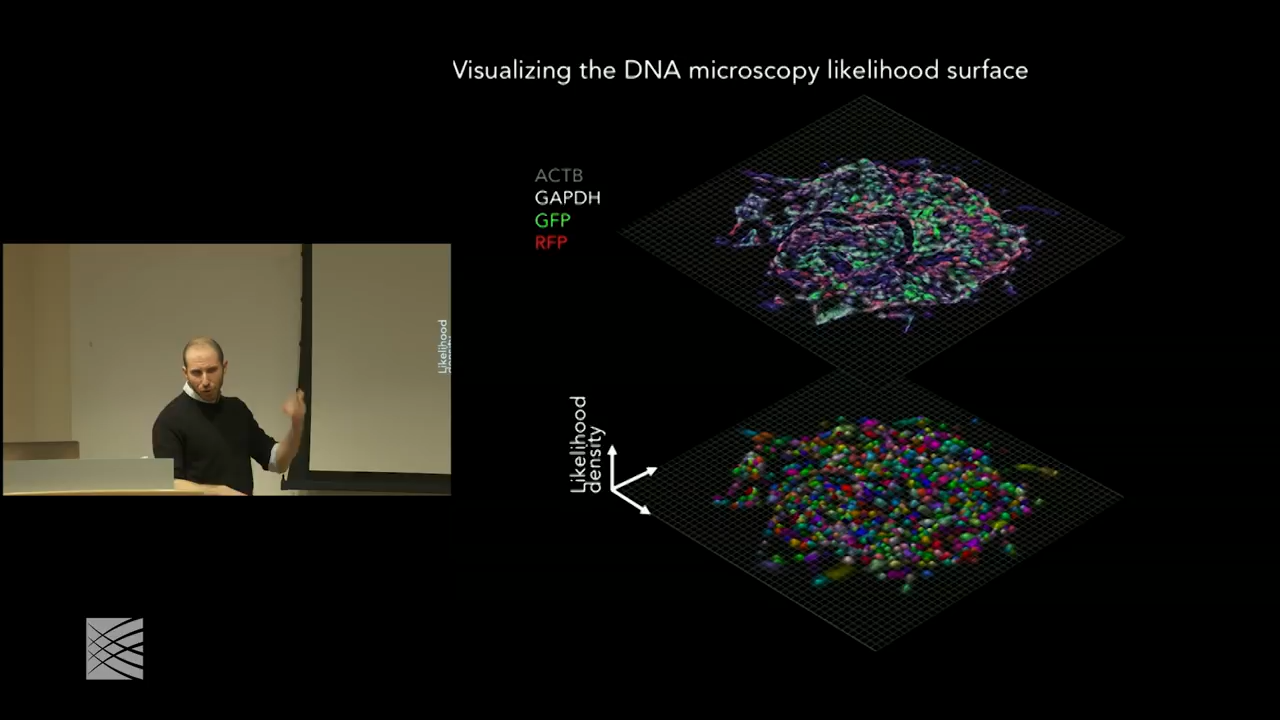 Visualizing the DNA microscopy likelihood surface
ACTB
GAPDH
GFP
RFP
Likelihood
density
Likelihood
density